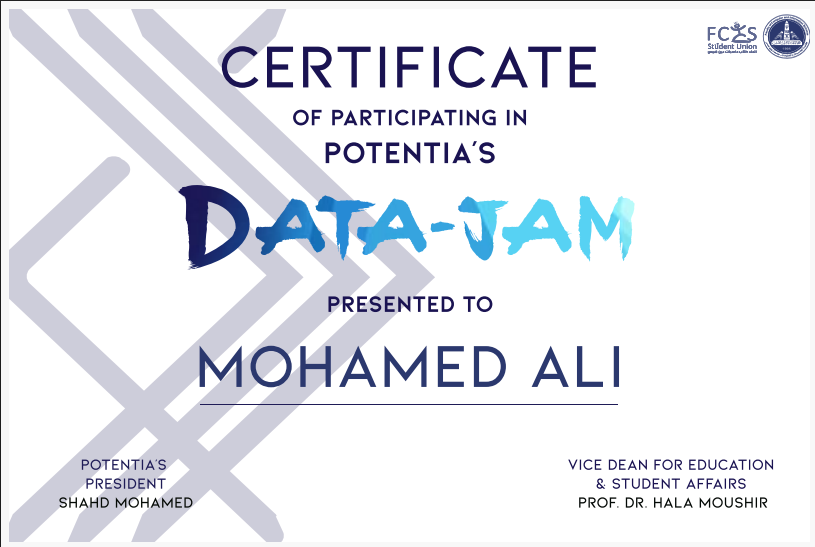 FCIS
Student Union
CERTIFICATE
OF PARTICIPATING IN
POTENTIA'S
DATA-JAM
PRESENTED TO
MOHAMED ALI
POTENTIA'S
PRESIDENT
SHAHD MOHAMED
VICE DEAN FOR EDUCATION
& STUDENT AFFAIRS
PROF. DR. HALA MOUSHIR